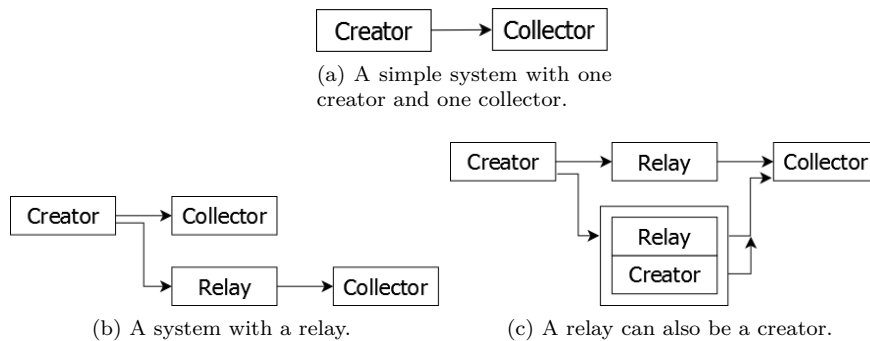 Creator
Collector
(a) A simple system with one
creator and one collector.
Creator
Collector
Relay
Collector
(b) A system with a relay.
Creator
Relay
Collector
Relay
Creator
(c) A relay can also be a creator.